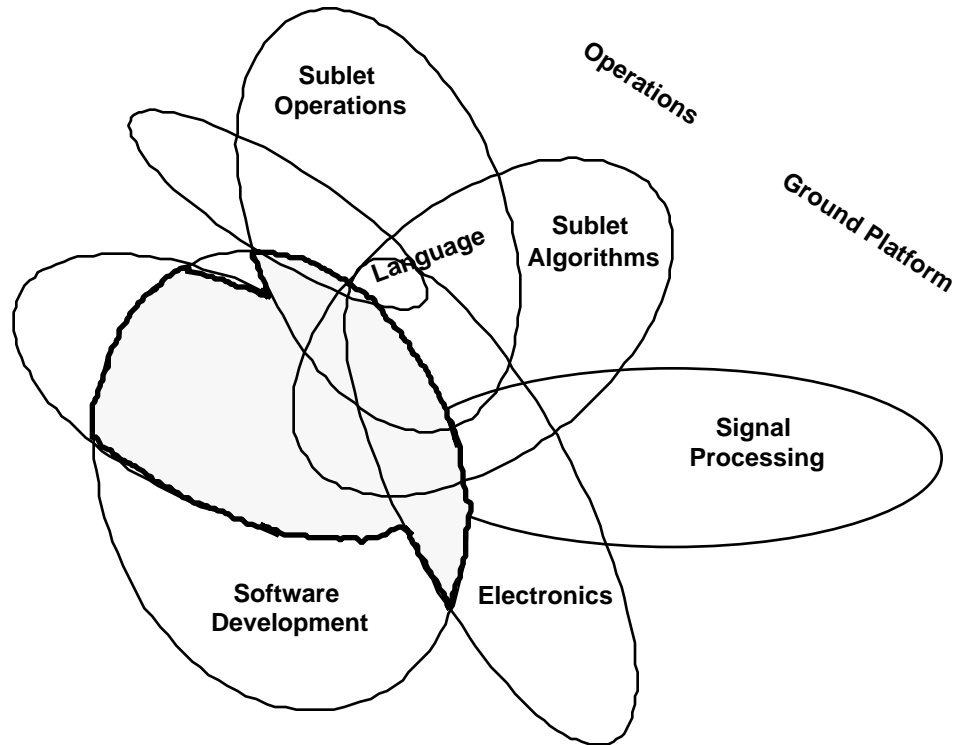 Sublet
Operations
Operations
Ground Platform
Language
Sublet
Algorithms
Signal
Processing
Software
Development
Electronics